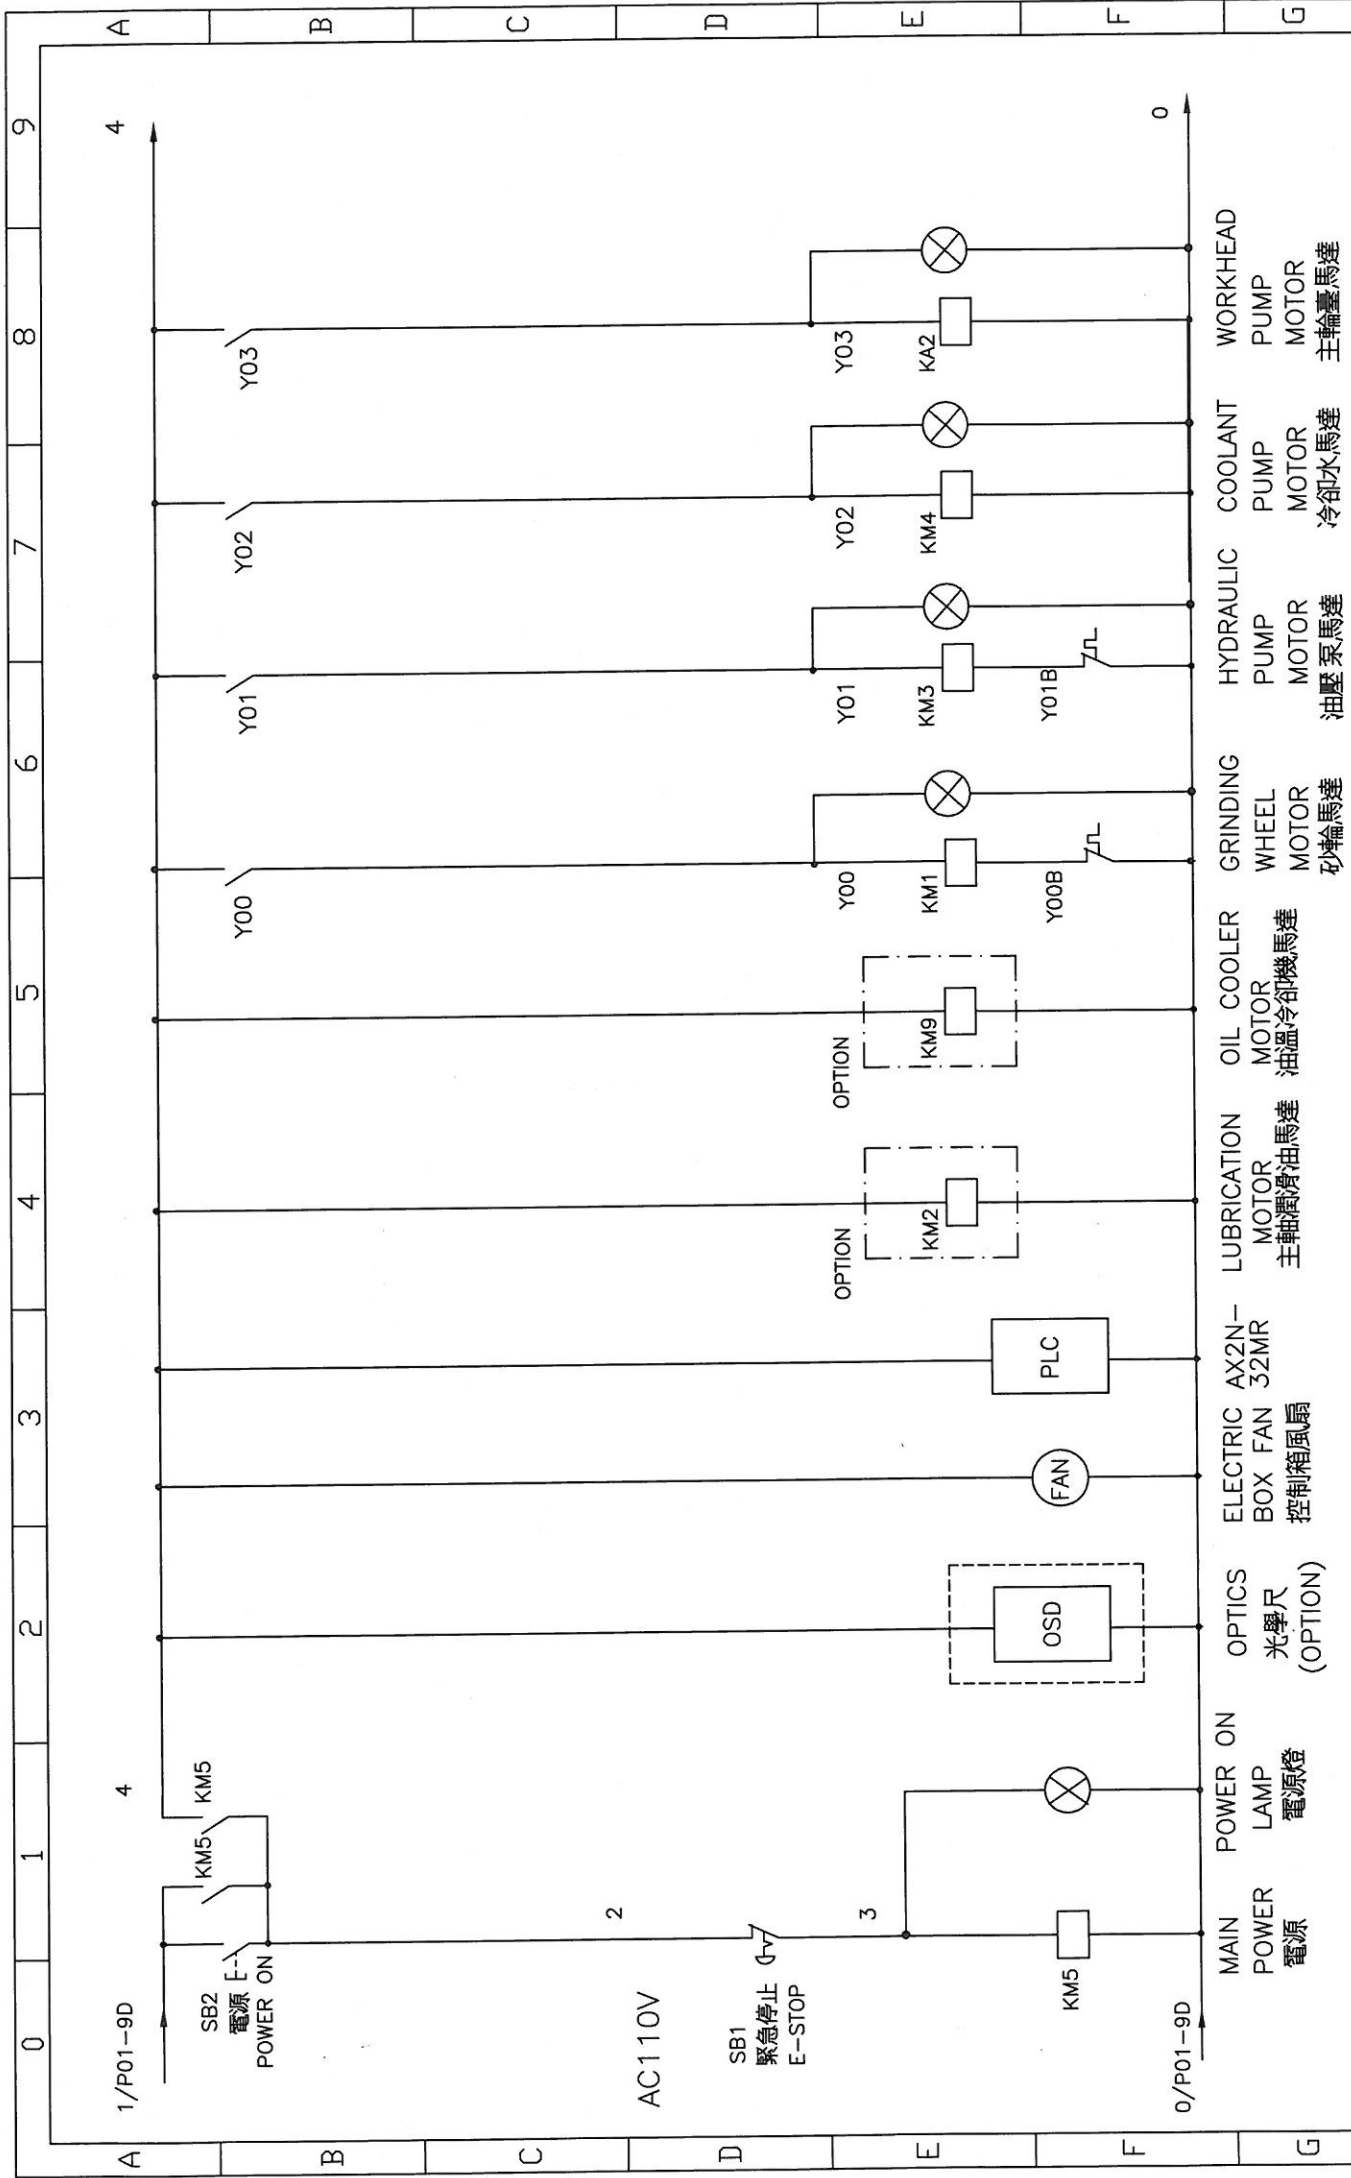 0 1 2 3 4 5 6 7 8 9
A
B
C
D
E
F
G
A
B
C
D
E
F
G
1/P01-9D
4
4
SB2
電源
POWER ON
KM5
KM5
Y00
Y01
Y02
Y03
2
AC110V
SB1
緊急停止
E-STOP
3
OPTION
OPTION
Y00
Y01
Y02
Y03
KM2
KM9
KM1
KM3
KM4
KA2
KM5
OSD
FAN
PLC
Y00B
Y01B
0/P01-9D
0
MAIN
POWER
電源
POWER ON
LAMP
電源燈
OPTICS
光學尺
(OPTION)
ELECTRIC
BOX FAN
控制箱風扇
AX2N-
32MR
LUBRICATION
MOTOR
主軸潤滑油馬達
OIL COOLER
MOTOR
油溫冷卻機馬達
GRINDING
WHEEL
MOTOR
砂輪馬達
HYDRAULIC
PUMP
MOTOR
油壓泵馬達
COOLANT
PUMP
MOTOR
冷卻水馬達
WORKHEAD
PUMP
MOTOR
主輪臺馬達